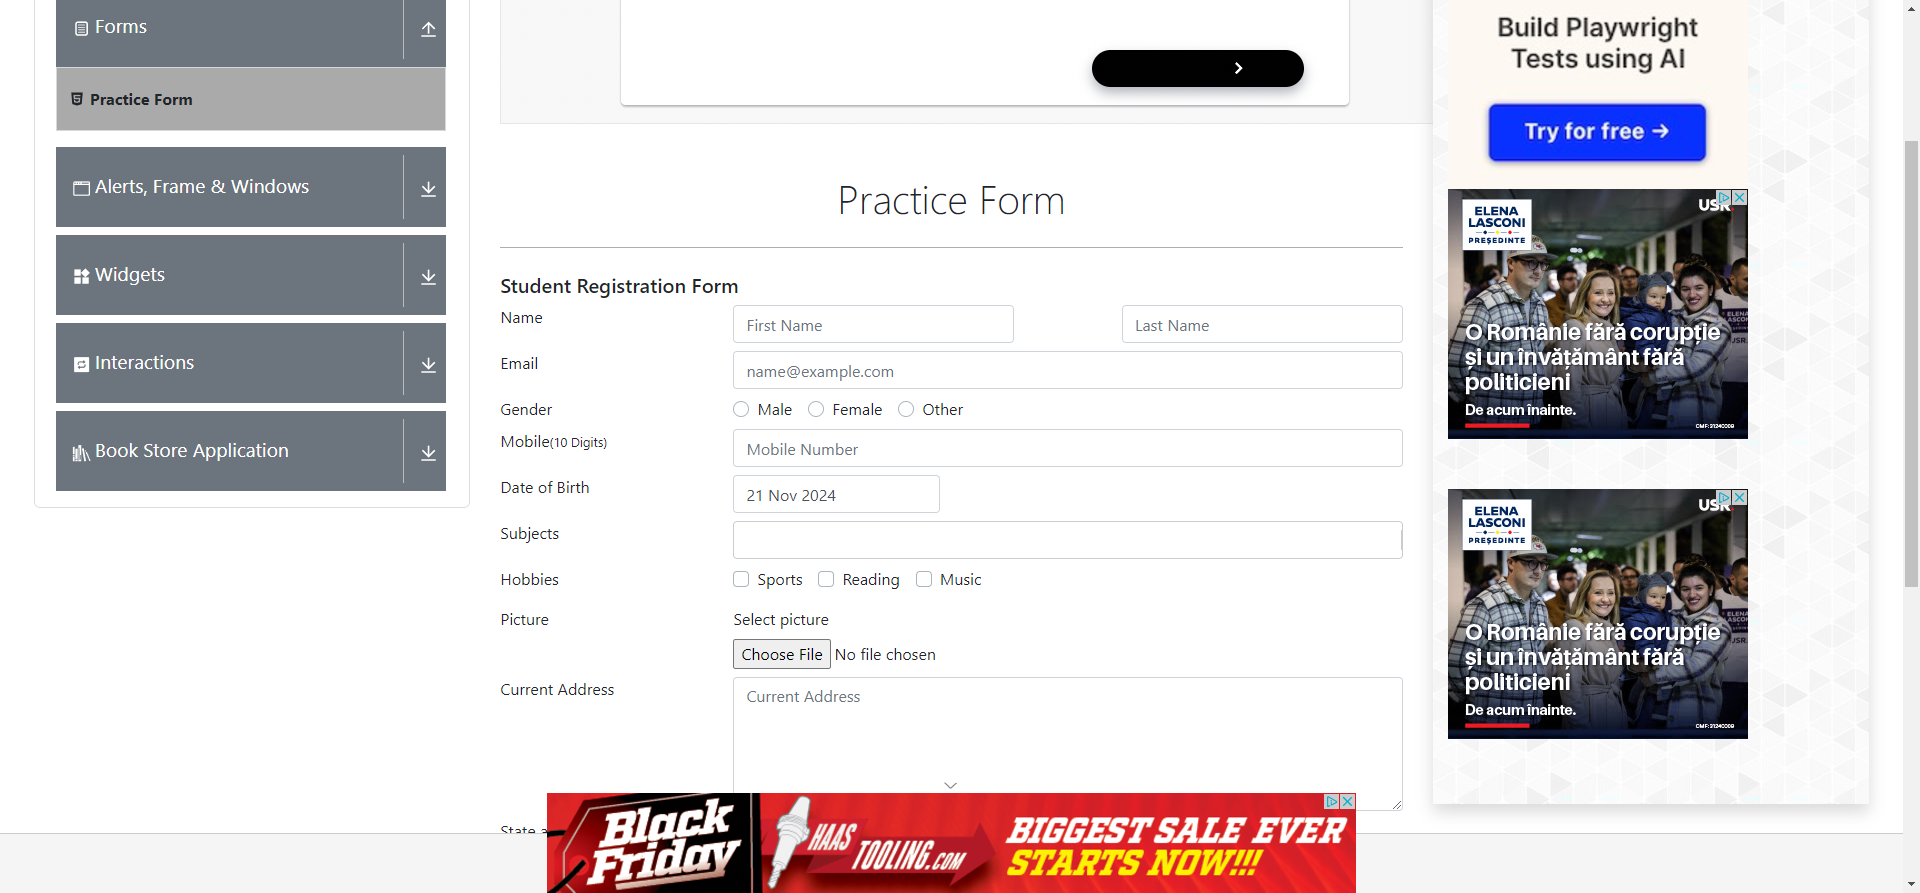 Forms
Practice Form
Alerts, Frame & Windows
Widgets
Interactions
Book Store Application
Practice Form
Student Registration Form
Name
First Name
Last Name
Email
name@example.com
Gender
Male
Female
Other
Mobile(10 Digits)
Mobile Number
Date of Birth
21 Nov 2024
Subjects
Hobbies
Sports
Reading
Music
Picture
Select picture
Choose File
No file chosen
Current Address
Current Address
State a
Build Playwright
Tests using AI
Try for free →
ELENA
LASCONI
PREȘEDINTE
USR
O Românie fără corupție
și un învățământ fără
politicieni
De acum înainte.
CMF: 31240009
ELENA
LASCONI
PREȘEDINTE
USR
O Românie fără corupție
și un învățământ fără
politicieni
De acum înainte.
CMF: 31240009
Black
Friday
HAAS
TOOLING.COM
BIGGEST SALE EVER
STARTS NOW!!!